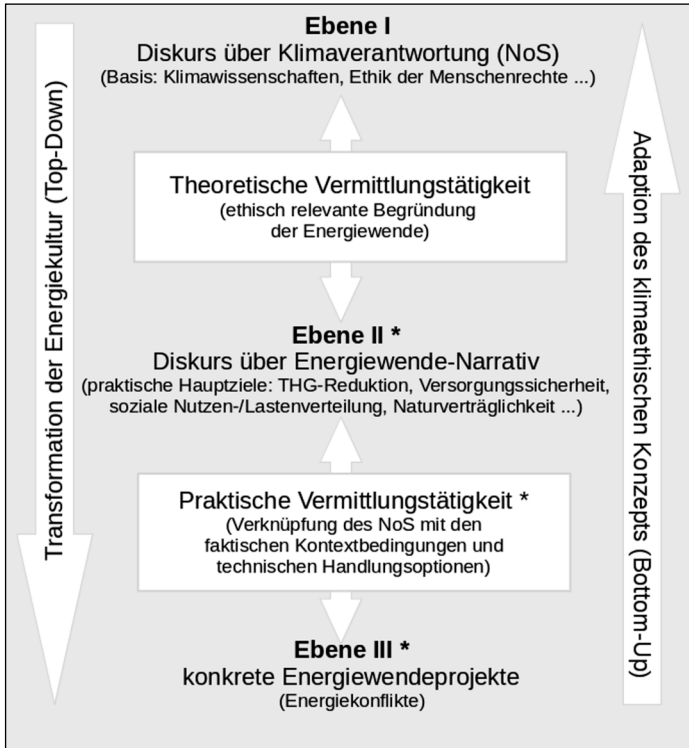 Ebene I
Diskurs über Klimaverantwortung (NoS)
(Basis: Klimawissenschaften, Ethik der Menschenrechte ...)
Theoretische Vermittlungstätigkeit
(ethisch relevante Begründung
der Energiewende)
Ebene II *
Diskurs über Energiewende-Narrativ
(praktische Hauptziele: THG-Reduktion, Versorgungssicherheit,
soziale Nutzen-/Lastenverteilung, Naturverträglichkeit ...)
Praktische Vermittlungstätigkeit *
(Verknüpfung des NoS mit den
faktischen Kontextbedingungen und
technischen Handlungsoptionen)
Ebene III *
konkrete Energiewendeprojekte
(Energiekonflikte)
Transformation der Energiekultur (Top-Down)
Adaption des klimaethischen Konzepts (Bottom-Up)